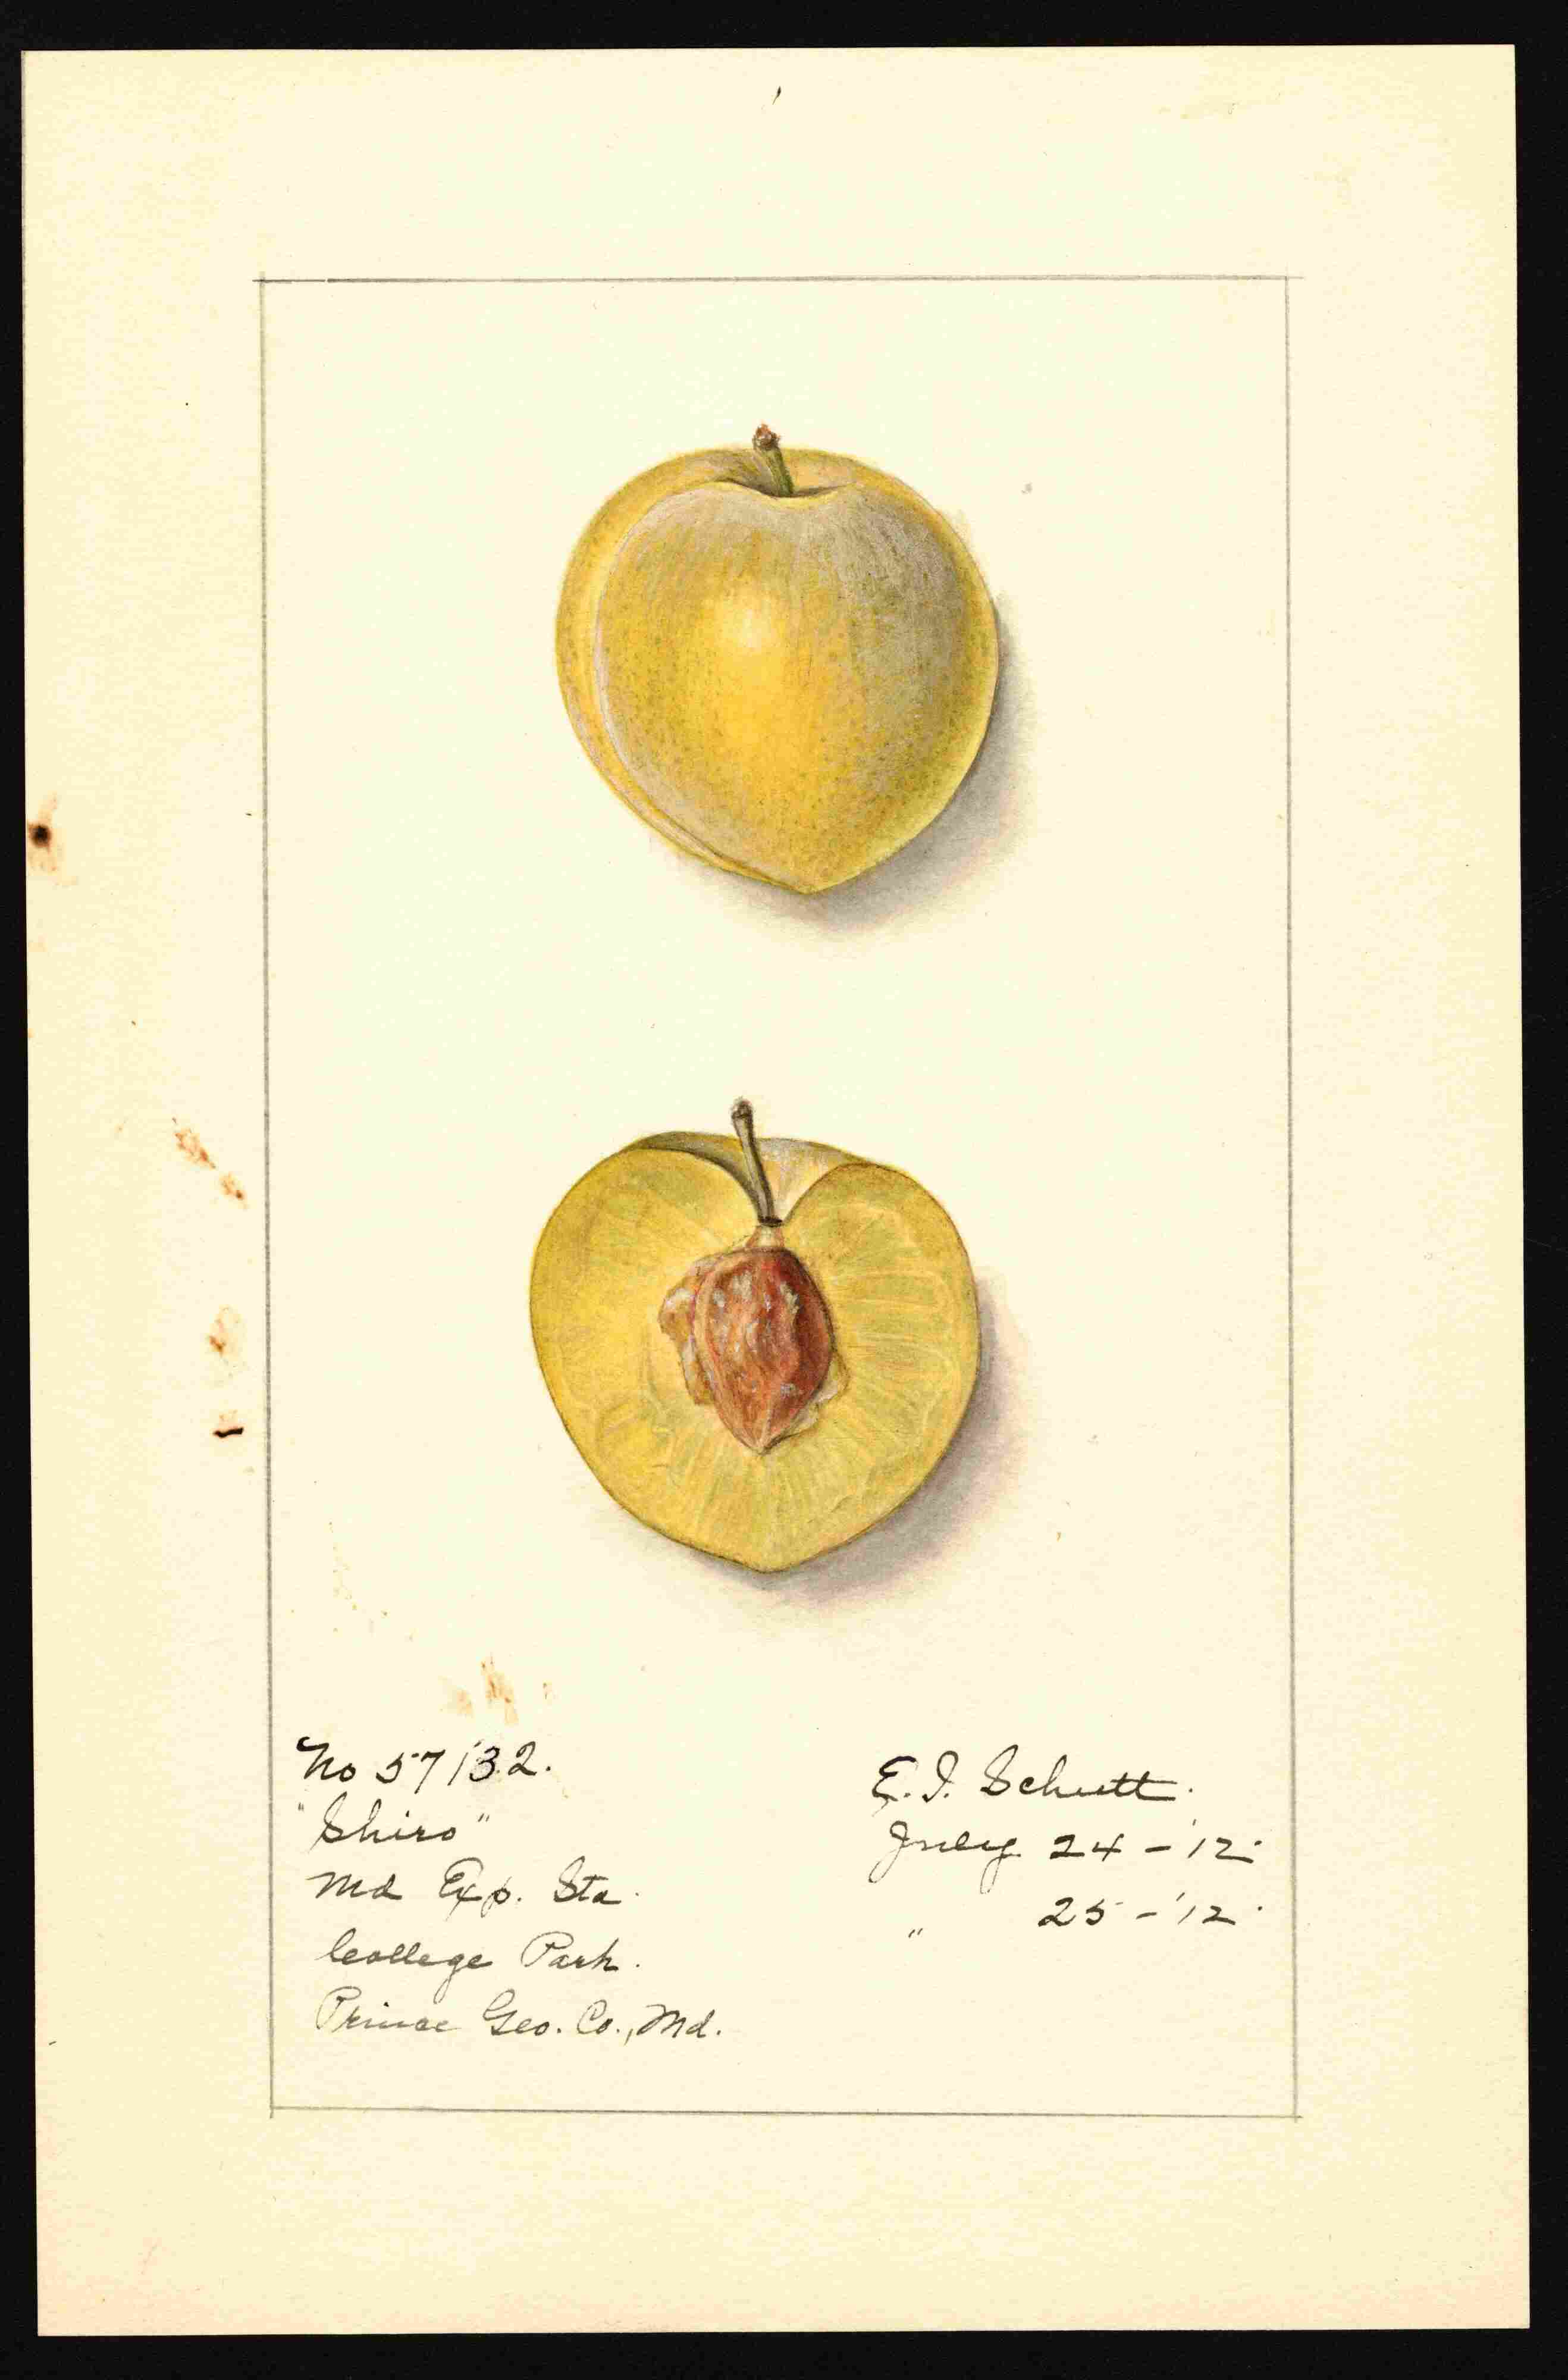 No 57132.
"Shiro"
Md Exp. Sta.
College Park.
Prince Geo. Co., Md.
E. I. Schutt.
July 24 - '12.
" 25 - '12.